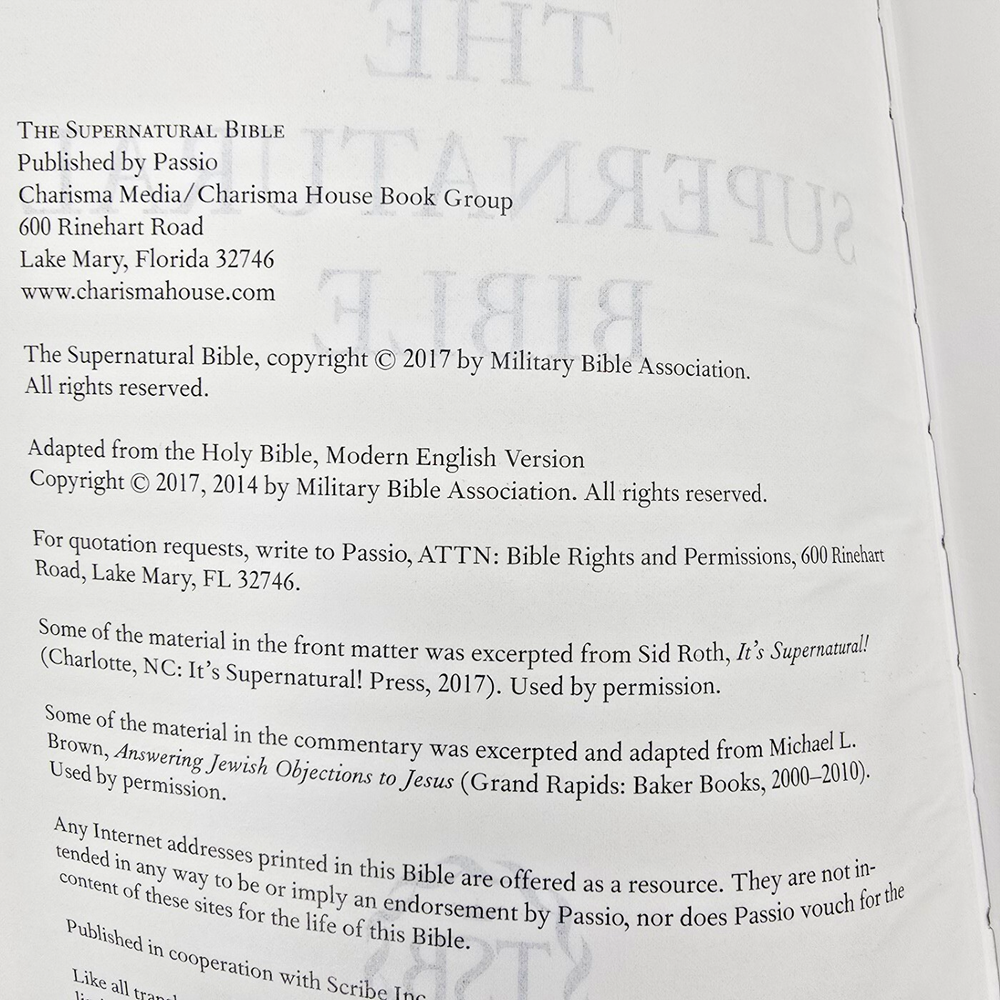 THE SUPERNATURAL BIBLE
Published by Passio
Charisma Media/Charisma House Book Group
600 Rinehart Road
Lake Mary, Florida 32746
www.charismahouse.com
The Supernatural Bible, copyright © 2017 by Military Bible Association.
All rights reserved.
Adapted from the Holy Bible, Modern English Version
Copyright © 2017, 2014 by Military Bible Association. All rights reserved.
For quotation requests, write to Passio, ATTN: Bible Rights and Permissions, 600 Rinehart
Road, Lake Mary, FL 32746.
Some of the material in the front matter was excerpted from Sid Roth, It's Supernatural!
(Charlotte, NC: It's Supernatural! Press, 2017). Used by permission.
Some of the material in the commentary was excerpted and adapted from Michael L.
Brown, Answering Jewish Objections to Jesus (Grand Rapids: Baker Books, 2000–2010).
Used by permission.
Any Internet addresses printed in this Bible are offered as a resource. They are not in-
tended in any way to be or imply an endorsement by Passio, nor does Passio vouch for the
content of these sites for the life of this Bible.
Published in cooperation with Scribe Inc.
Like all
THE
SUPERNATURAL
BIBLE